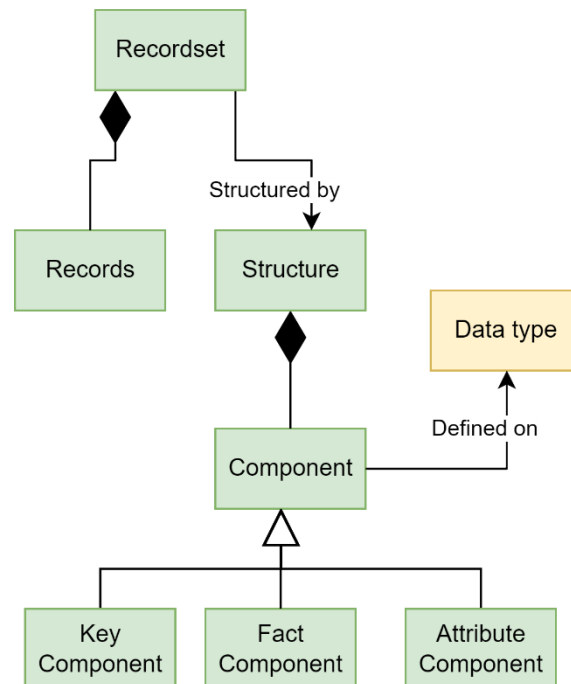 Recordset
Structured by
Records
Structure
Data type
Defined on
Component
Key
Component
Fact
Component
Attribute
Component